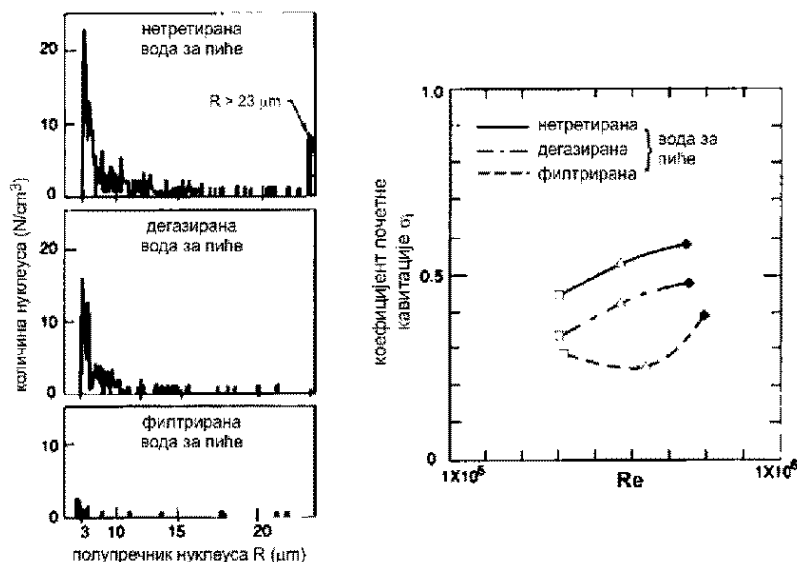 нетретирана
вода за пиће
R > 23 μm
20
10
0
дегазирана
вода за пиће
20
10
0
филтрирана
вода за пиће
10
0
3 10 15 20
полупречник нуклеуса R (μm)
количина нуклеуса (N/cm³)
1.0
нетретирана
дегазирана
филтрирана
вода за
пиће
0.5
0
1X10⁵
Re
1X10⁶
коефицијент почетне
кавитације σᵢ